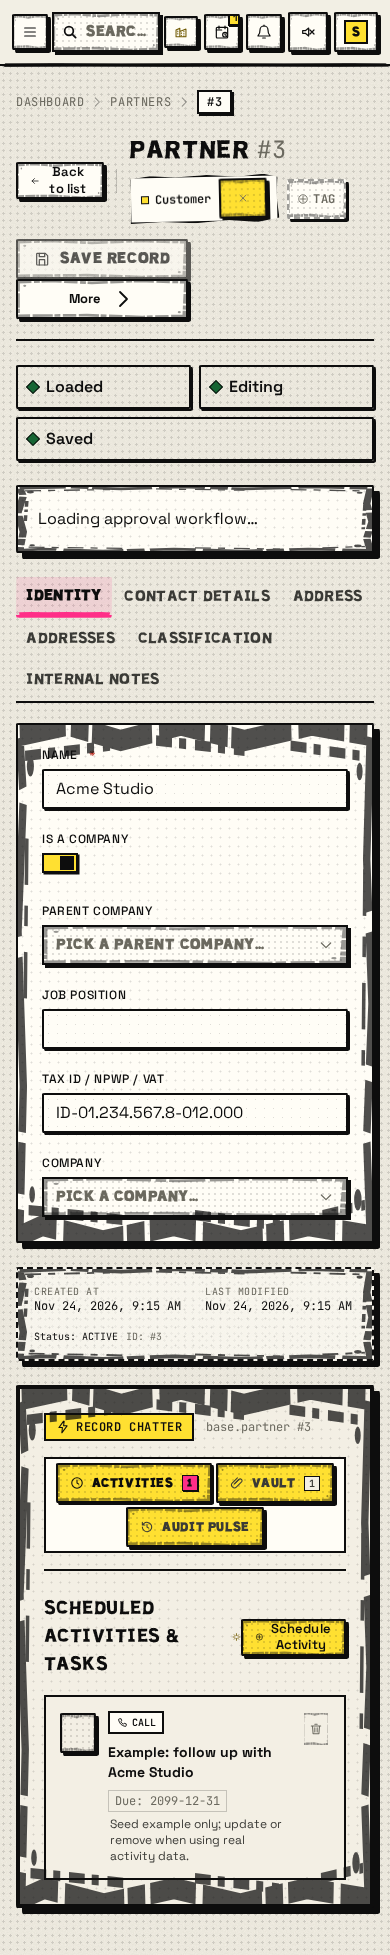 SEARC…
S
DASHBOARD > PARTNERS > #3
PARTNER #3
← Back to list
Customer ×
TAG
SAVE RECORD
More
Loaded
Editing
Saved
Loading approval workflow…
IDENTITY
CONTACT DETAILS
ADDRESS
ADDRESSES
CLASSIFICATION
INTERNAL NOTES
NAME *
Acme Studio
IS A COMPANY
PARENT COMPANY
PICK A PARENT COMPANY…
JOB POSITION
TAX ID / NPWP / VAT
ID-01.234.567.8-012.000
COMPANY
PICK A COMPANY…
CREATED AT
Nov 24, 2026, 9:15 AM
LAST MODIFIED
Nov 24, 2026, 9:15 AM
Status: ACTIVE ID: #3
RECORD CHATTER
base.partner #3
ACTIVITIES 1
VAULT 1
AUDIT PULSE
SCHEDULED
ACTIVITIES &
TASKS
Schedule
Activity
CALL
Example: follow up with
Acme Studio
Due: 2099-12-31
Seed example only; update or
remove when using real
activity data.